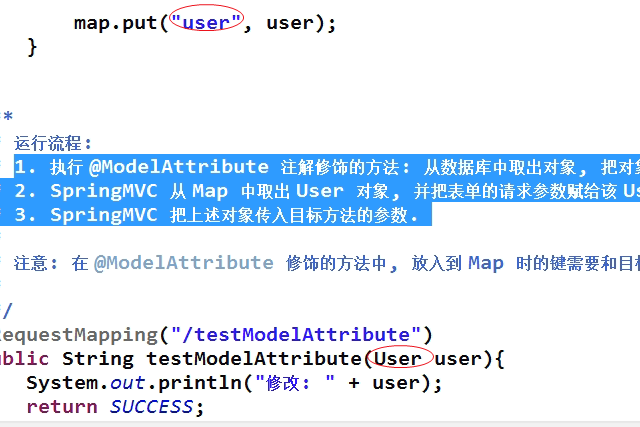 map.put("user", user);
}
*
* 运行流程:
* 1. 执行 @ModelAttribute 注解修饰的方法: 从数据库中取出对象, 把对象
* 2. SpringMVC 从 Map 中取出 User 对象, 并把表单的请求参数赋给该 Us
* 3. SpringMVC 把上述对象传入目标方法的参数.
*
* 注意: 在 @ModelAttribute 修饰的方法中, 放入到 Map 时的键需要和目标
*
*/
equestMapping("/testModelAttribute")
ublic String testModelAttribute(User user){
System.out.println("修改: " + user);
return SUCCESS;